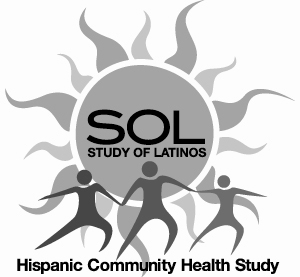 SOL
STUDY OF LATINOS
Hispanic Community Health Study